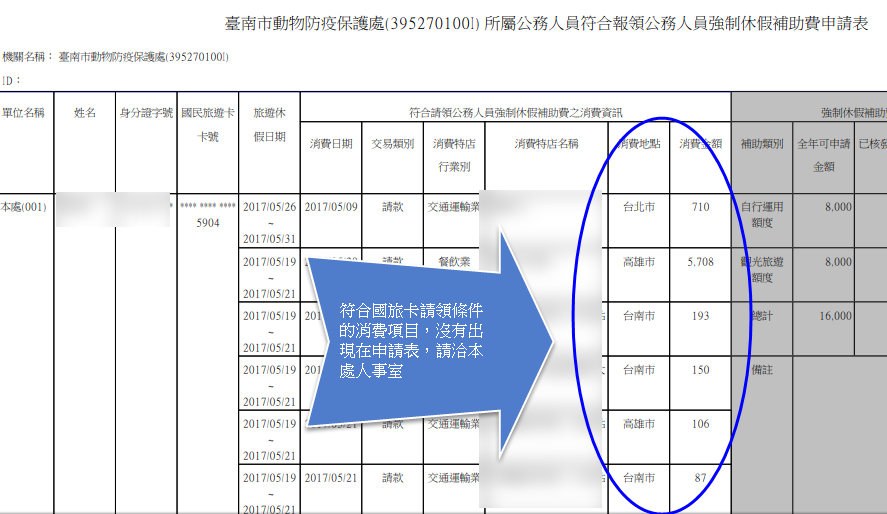 臺南市動物防疫保護處(395270100I) 所屬公務人員符合報領公務人員強制休假補助費申請表
機關名稱： 臺南市動物防疫保護處(395270100I)
ID：
單位名稱 姓名 身分證字號 國民旅遊卡 旅遊休 符合請領公務人員強制休假補助費之消費資訊 強制休假補助
卡號 假日期 消費日期 交易類別 消費特店 消費特店名稱 消費地點 消費金額 補助類別 全年可申請 已核
行業別 金額
本處(001) **** **** **** 2017/05/26 2017/05/09 請款 交通運輸業 台北市 710 自行運用 8,000
5904 ~ 額度
2017/05/31
2017/05/19 請款 餐飲業 高雄市 5,708 觀光旅遊 8,000
~ 額度
2017/05/21
2017/05/19 台南市 193 總計 16,000
~
2017/05/21
符合國旅卡請領條件
的消費項目，沒有出
現在申請表，請洽本
處人事室
2017/05/19 台南市 150 備註
~
2017/05/21
2017/05/19 2017/05/21 請款 交通運輸業 高雄市 106
~
2017/05/21
2017/05/19 2017/05/21 請款 交通運輸業 台南市 87
~
2017/05/21